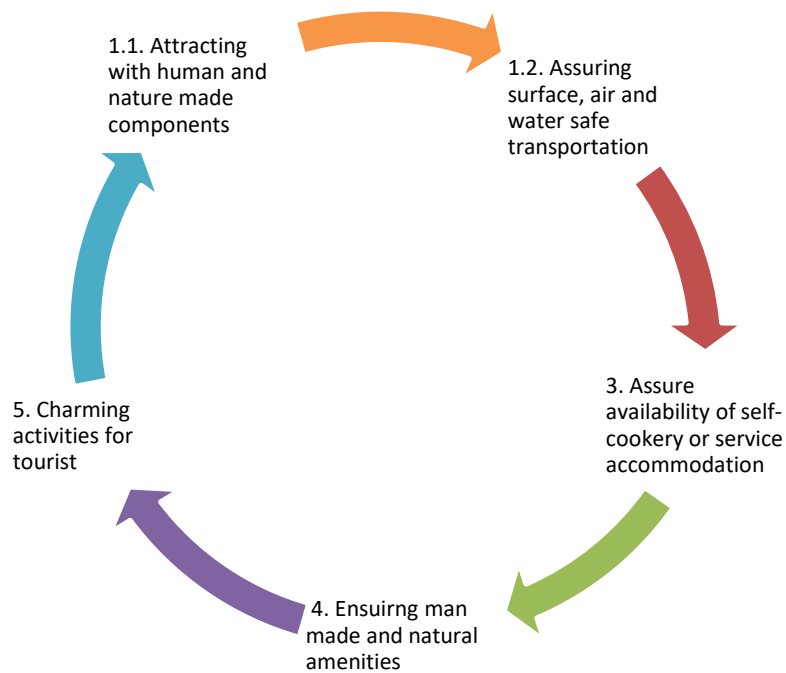 1.1. Attracting
with human and
nature made
components
1.2. Assuring
surface, air and
water safe
transportation
3. Assure
availability of self-
cookery or service
accommodation
4. Ensuirng man
made and natural
amenities
5. Charming
activities for
tourist